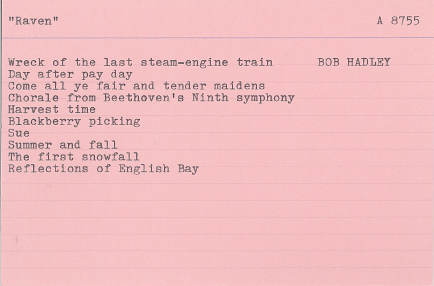 "Raven" A 8755
Wreck of the last steam-engine train BOB HADLEY
Day after pay day
Come all ye fair and tender maidens
Chorale from Beethoven's Ninth symphony
Harvest time
Blackberry picking
Sue
Summer and fall
The first snowfall
Reflections of English Bay